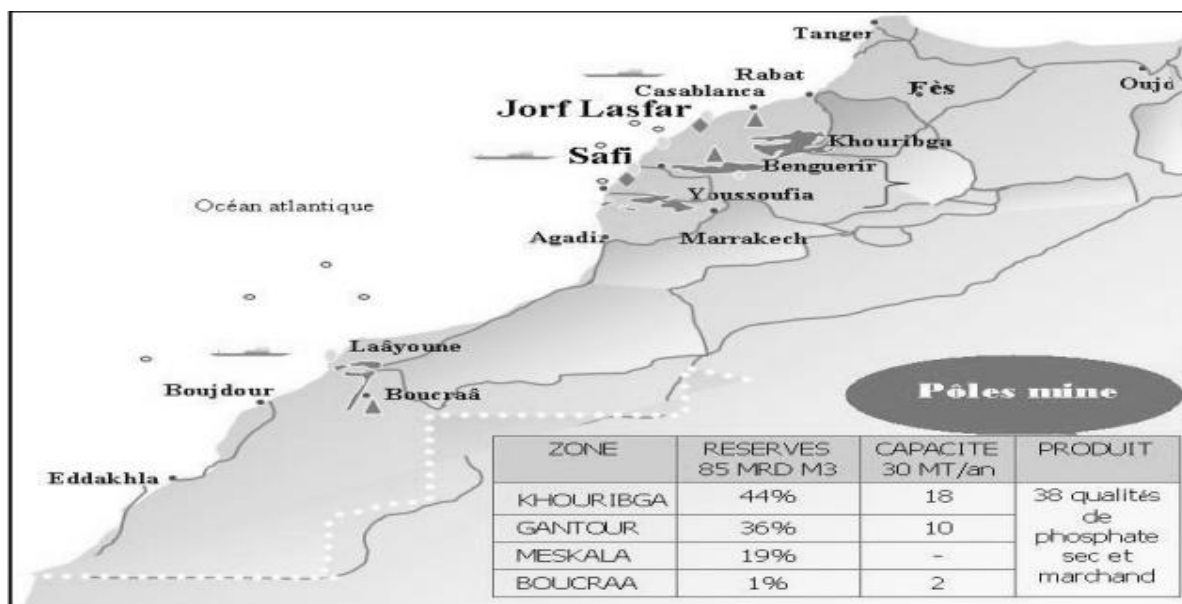 Tanger
Rabat
Casablanca
Fès
Oujd
Jorf Lasfar
Khouribga
Safi
Benguerir
Youssoufia
Océan atlantique
Agadiz
Marrakech
Laâyoune
Boujdour
Boucraâ
Pôles mine
Eddakhla
ZONE RESERVES CAPACITE PRODUIT
85 MRD M3 30 MT/an
KHOURIBGA 44% 18 38 qualités
de
GANTOUR 36% 10 phosphate
MESKALA 19% - sec et
BOUCRAA 1% 2 marchand